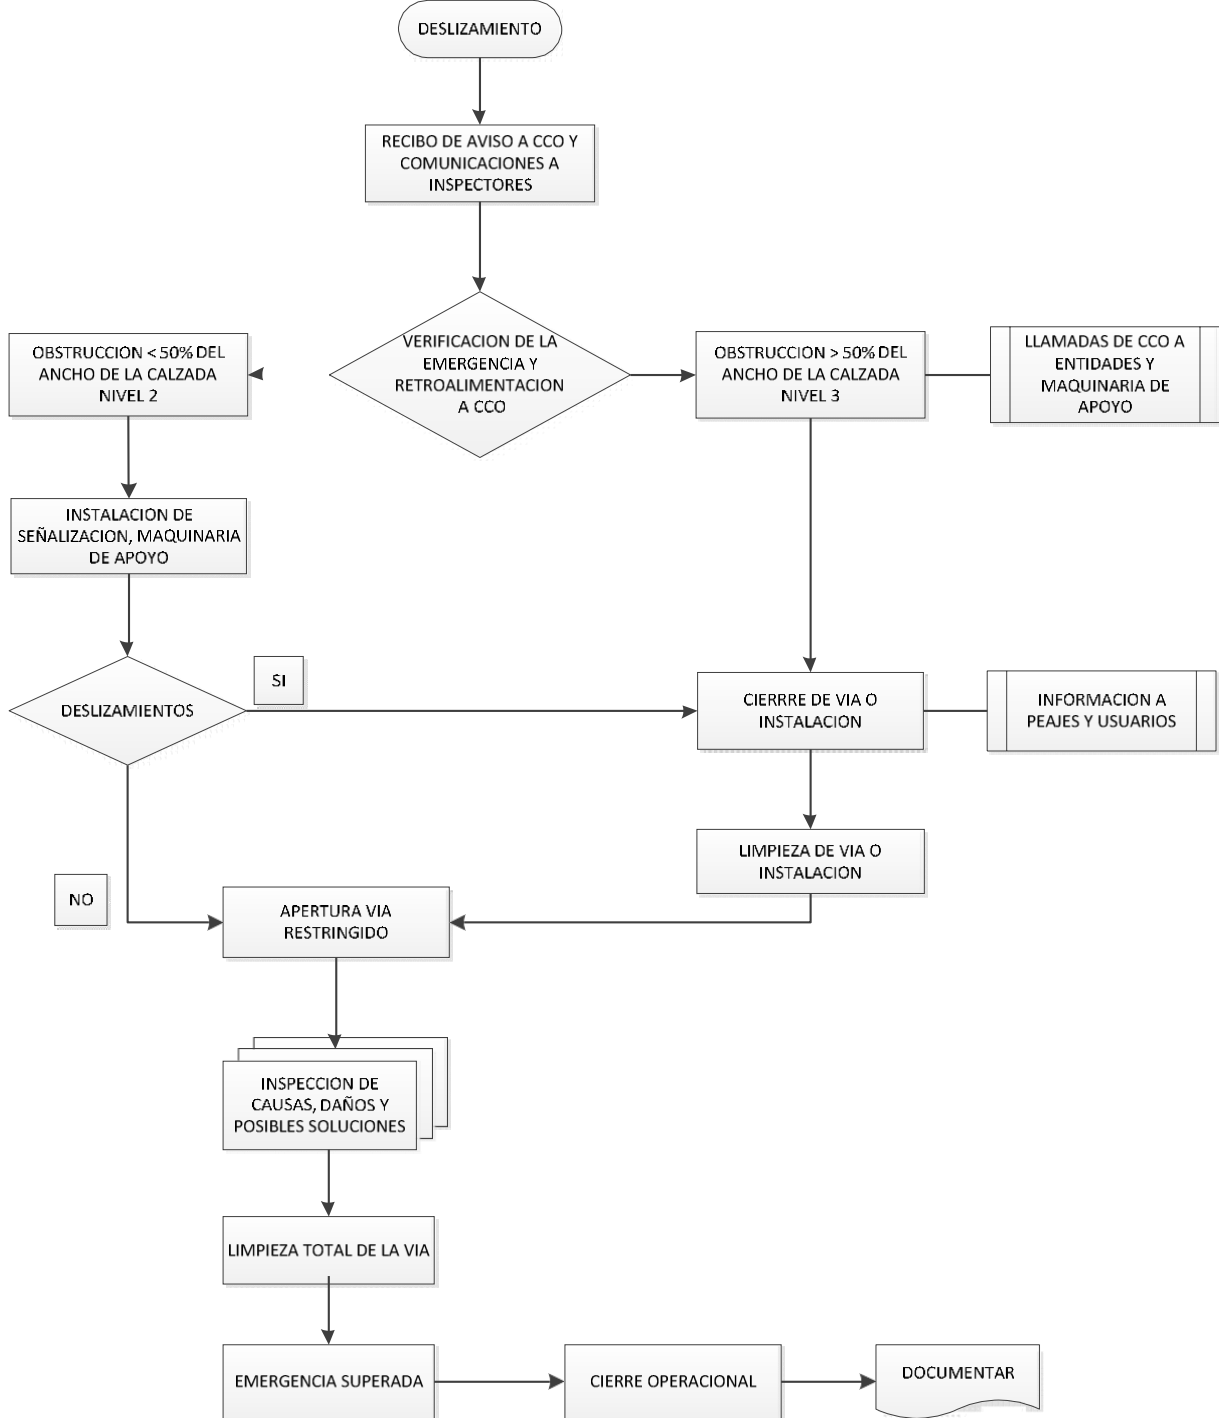 DESLIZAMIENTO
RECIBO DE AVISO A CCO Y
COMUNICACIONES A
INSPECTORES
VERIFICACION DE LA
EMERGENCIA Y
RETROALIMENTACION
A CCO
OBSTRUCCION < 50% DEL
ANCHO DE LA CALZADA
NIVEL 2
OBSTRUCCION > 50% DEL
ANCHO DE LA CALZADA
NIVEL 3
LLAMADAS DE CCO A
ENTIDADES Y
MAQUINARIA DE
APOYO
INSTALACION DE
SEÑALIZACION, MAQUINARIA
DE APOYO
DESLIZAMIENTOS
SI
CIERRRE DE VIA O
INSTALACION
INFORMACION A
PEAJES Y USUARIOS
LIMPIEZA DE VIA O
INSTALACION
NO
APERTURA VIA
RESTRINGIDO
INSPECCION DE
CAUSAS, DAÑOS Y
POSIBLES SOLUCIONES
LIMPIEZA TOTAL DE LA VIA
EMERGENCIA SUPERADA
CIERRE OPERACIONAL
DOCUMENTAR